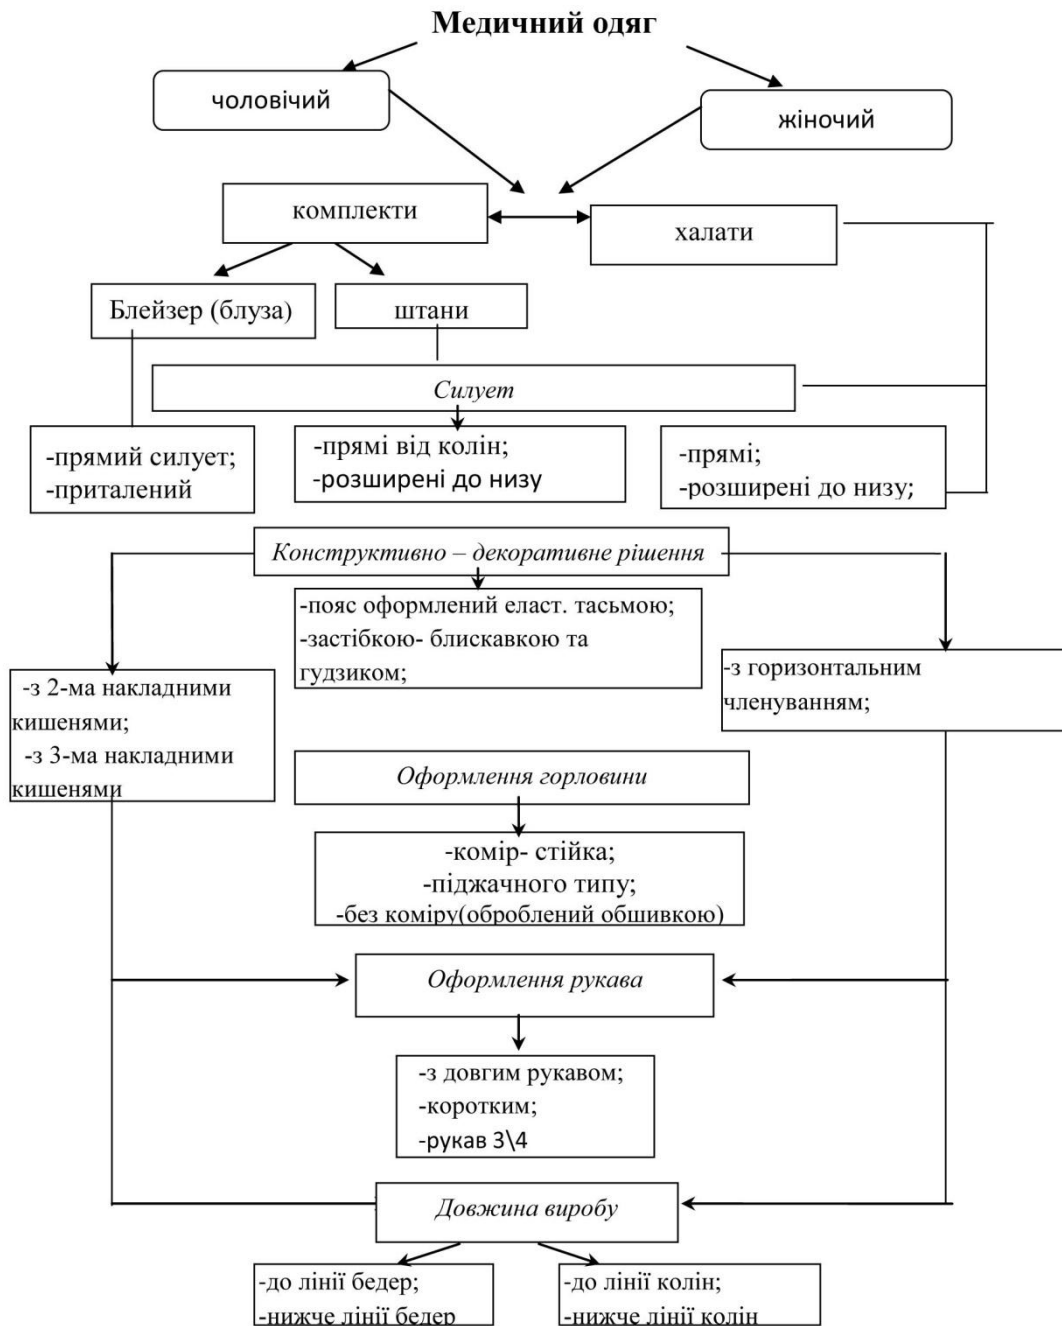 Медичний одяг
чоловічий
жіночий
комплекти
халати
Блейзер (блуза)
штани
Силует
-прямий силует;
-приталений
-прямі від колін;
-розширені до низу
-прямі;
-розширені до низу;
Конструктивно – декоративне рішення
-пояс оформлений еласт. тасьмою;
-застібкою- блискавкою та
гудзиком;
-з 2-ма накладними
кишенями;
-з 3-ма накладними
кишенями
-з горизонтальним
членуванням;
Оформлення горловини
-комір- стійка;
-піджачного типу;
-без коміру(оброблений обшивкою)
Оформлення рукава
-з довгим рукавом;
-коротким;
-рукав 3\4
Довжина виробу
-до лінії бедер;
-нижче лінії бедер
-до лінії колін;
-нижче лінії колін